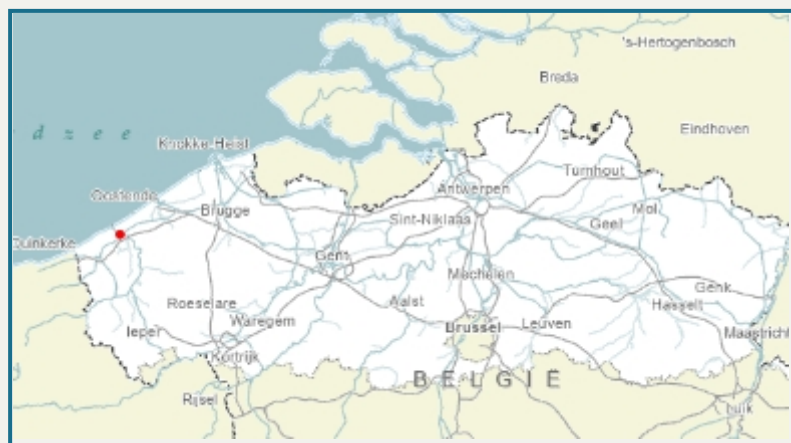 's-Hertogenbosch
Breda
dzee
Eindhoven
Knokke-Heist
Turnhout
Oostende
Antwerpen
Mol
Brugge
Sint-Niklaas
Geel
Duinkerke
Gent
Mechelen
Genk
Roeselare
Aalst
Hasselt
Waregem
Brussel
Leuven
Ieper
Maastricht
Kortrijk
BELGIË
Rijsel
Luik